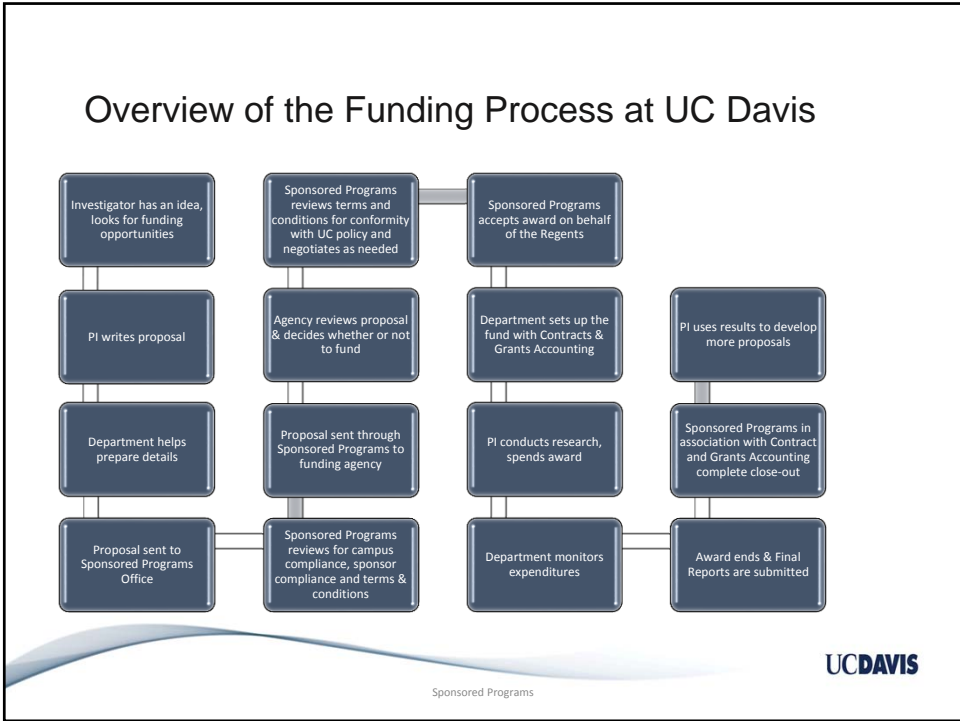 Overview of the Funding Process at UC Davis
Investigator has an idea,
looks for funding
opportunities
PI writes proposal
Department helps
prepare details
Proposal sent to
Sponsored Programs
Office
Sponsored Programs
reviews for campus
compliance, sponsor
compliance and terms &
conditions
Proposal sent through
Sponsored Programs to
funding agency
Agency reviews proposal
& decides whether or not
to fund
Sponsored Programs
reviews terms and
conditions for conformity
with UC policy and
negotiates as needed
Sponsored Programs
accepts award on behalf
of the Regents
Department sets up the
fund with Contracts &
Grants Accounting
PI conducts research,
spends award
Department monitors
expenditures
Award ends & Final
Reports are submitted
Sponsored Programs in
association with Contract
and Grants Accounting
complete close-out
PI uses results to develop
more proposals
UCDAVIS
Sponsored Programs